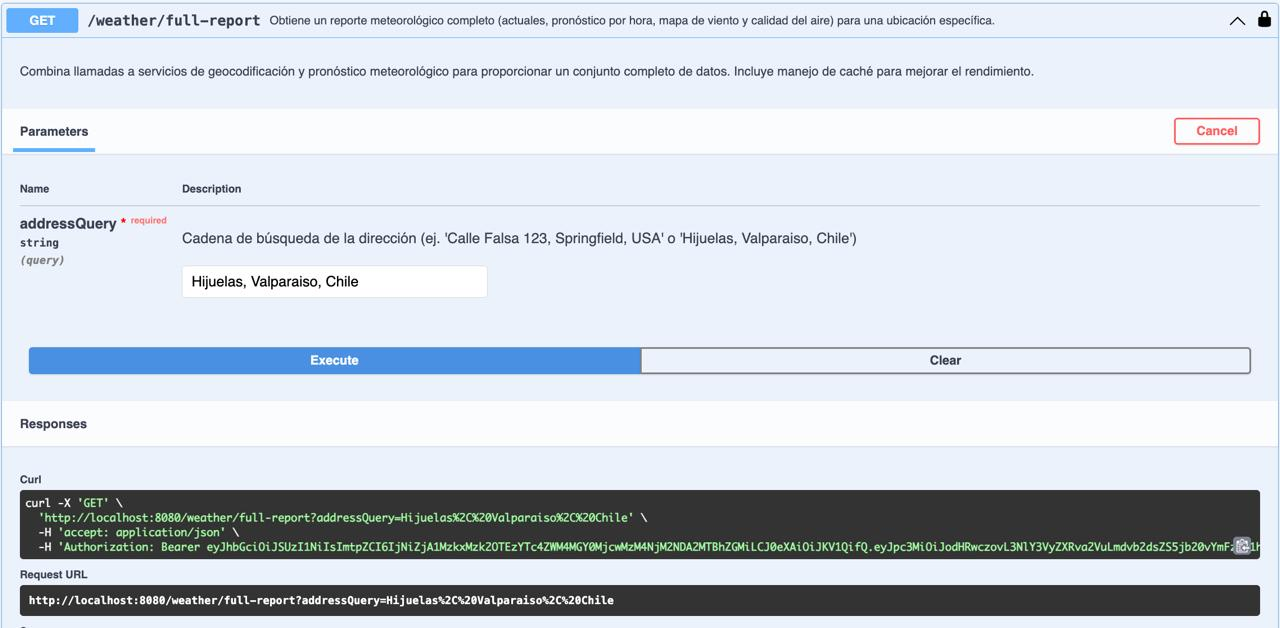 GET /weather/full-report Obtiene un reporte meteorológico completo (actuales, pronóstico por hora, mapa de viento y calidad del aire) para una ubicación específica.
Combina llamadas a servicios de geocodificación y pronóstico meteorológico para proporcionar un conjunto completo de datos. Incluye manejo de caché para mejorar el rendimiento.
Parameters
Cancel
Name Description
addressQuery * required
string
(query)
Cadena de búsqueda de la dirección (ej. 'Calle Falsa 123, Springfield, USA' o 'Hijuelas, Valparaiso, Chile')
Hijuelas, Valparaiso, Chile
Execute Clear
Responses
Curl
curl -X 'GET' \
'http://localhost:8080/weather/full-report?addressQuery=Hijuelas%2C%20Valparaiso%2C%20Chile' \
-H 'accept: application/json' \
-H 'Authorization: Bearer
Request URL
http://localhost:8080/weather/full-report?addressQuery=Hijuelas%2C%20Valparaiso%2C%20Chile